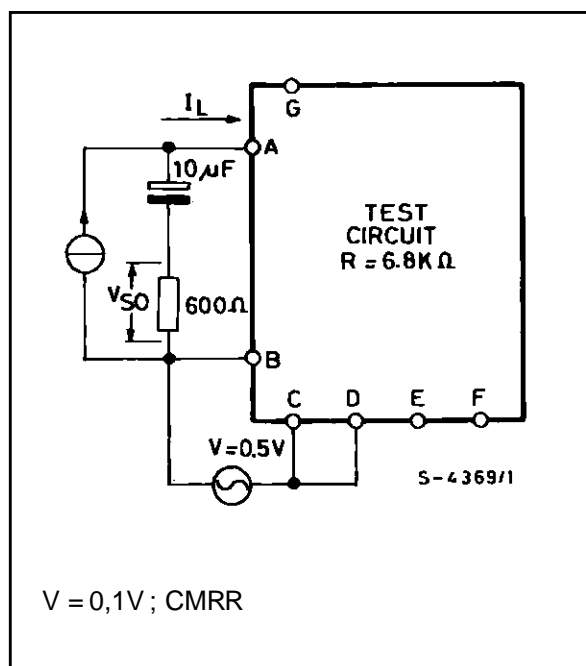 G
I_L
A
10µF
TEST
CIRCUIT
R = 6.8KΩ
V_SO
600Ω
B
C D E F
V=0.5V
S-4369/1
V = 0,1V ; CMRR